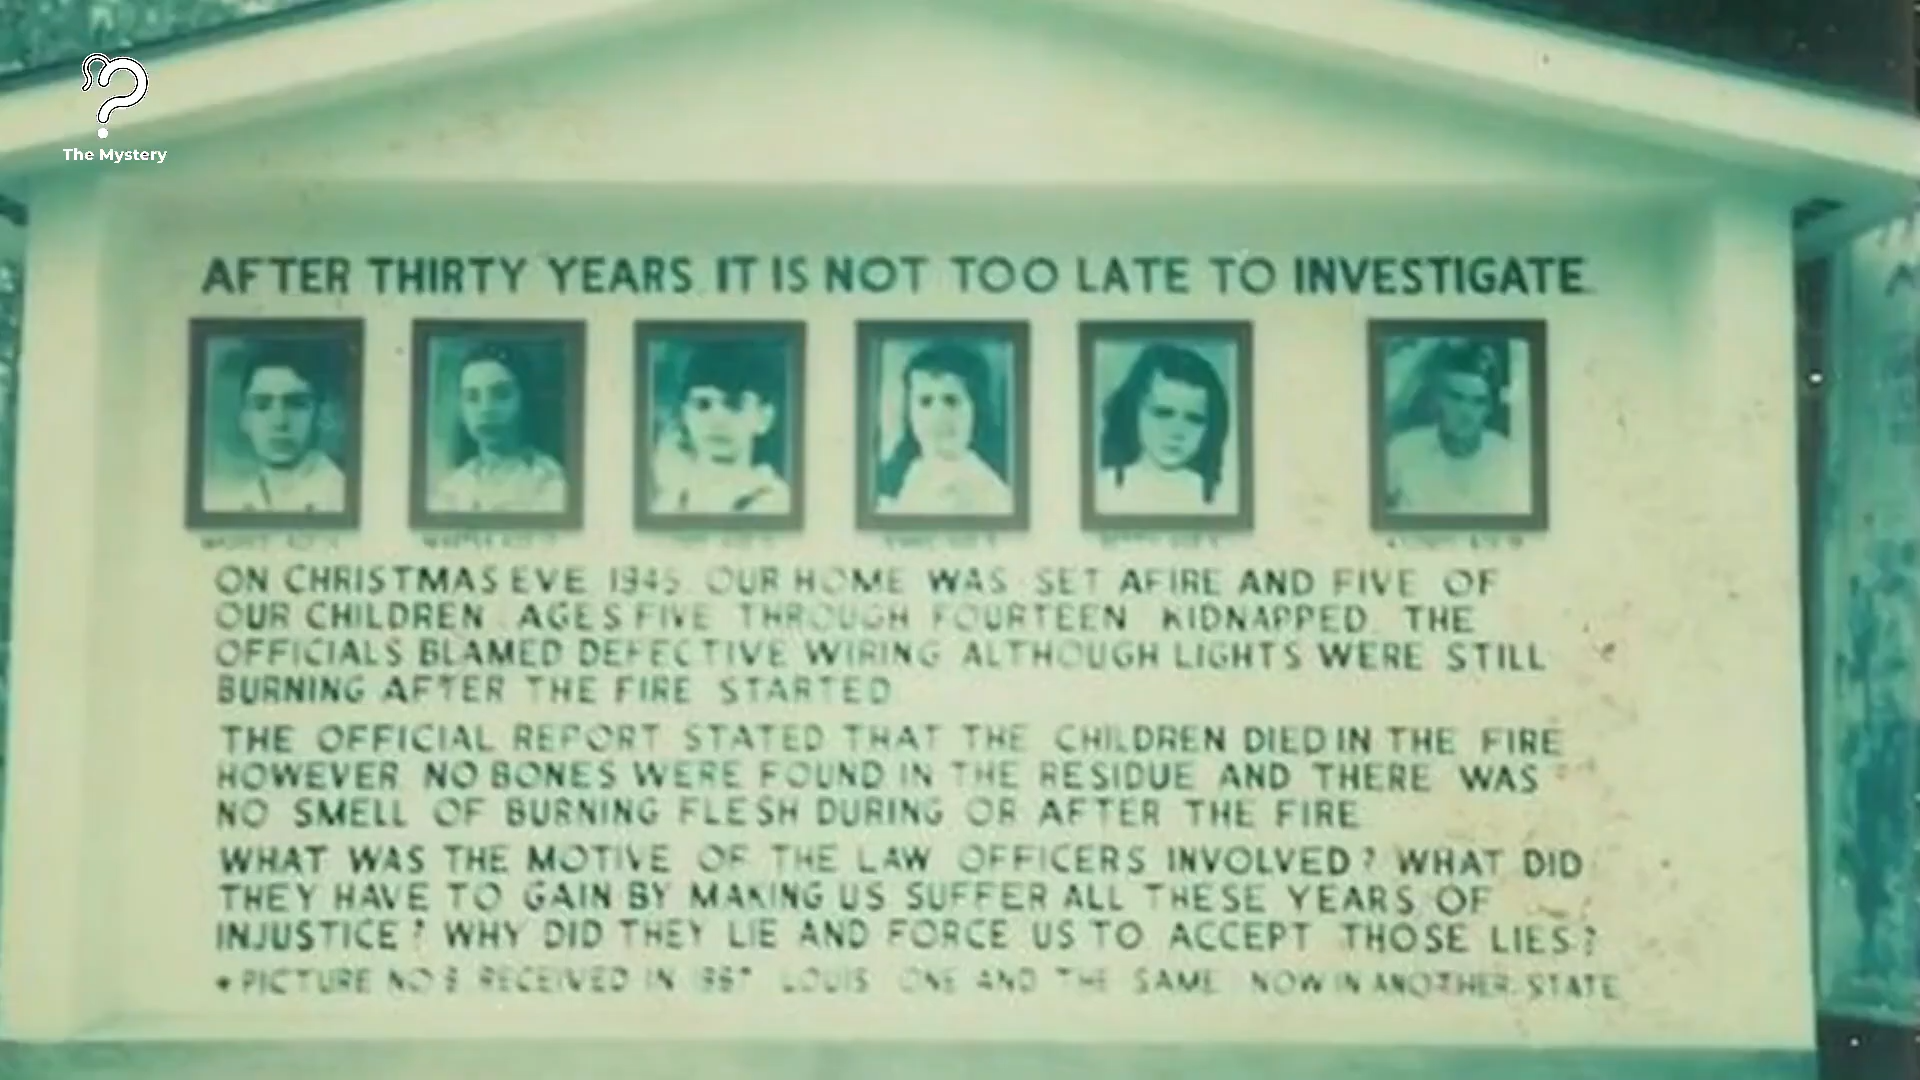 The Mystery
AFTER THIRTY YEARS IT IS NOT TOO LATE TO INVESTIGATE.
ON CHRISTMAS EVE 1945 OUR HOME WAS SET AFIRE AND FIVE OF
OUR CHILDREN AGES FIVE THROUGH FOURTEEN KIDNAPPED. THE
OFFICIALS BLAMED DEFECTIVE WIRING ALTHOUGH LIGHTS WERE STILL
BURNING AFTER THE FIRE STARTED
THE OFFICIAL REPORT STATED THAT THE CHILDREN DIED IN THE FIRE
HOWEVER NO BONES WERE FOUND IN THE RESIDUE AND THERE WAS
NO SMELL OF BURNING FLESH DURING OR AFTER THE FIRE
WHAT WAS THE MOTIVE OF THE LAW OFFICERS INVOLVED? WHAT DID
THEY HAVE TO GAIN BY MAKING US SUFFER ALL THESE YEARS OF
INJUSTICE? WHY DID THEY LIE AND FORCE US TO ACCEPT THOSE LIES?
PICTURE NO RECEIVED IN LOUIS ONE AND THE SAME NOW IN ANOTHER STATE